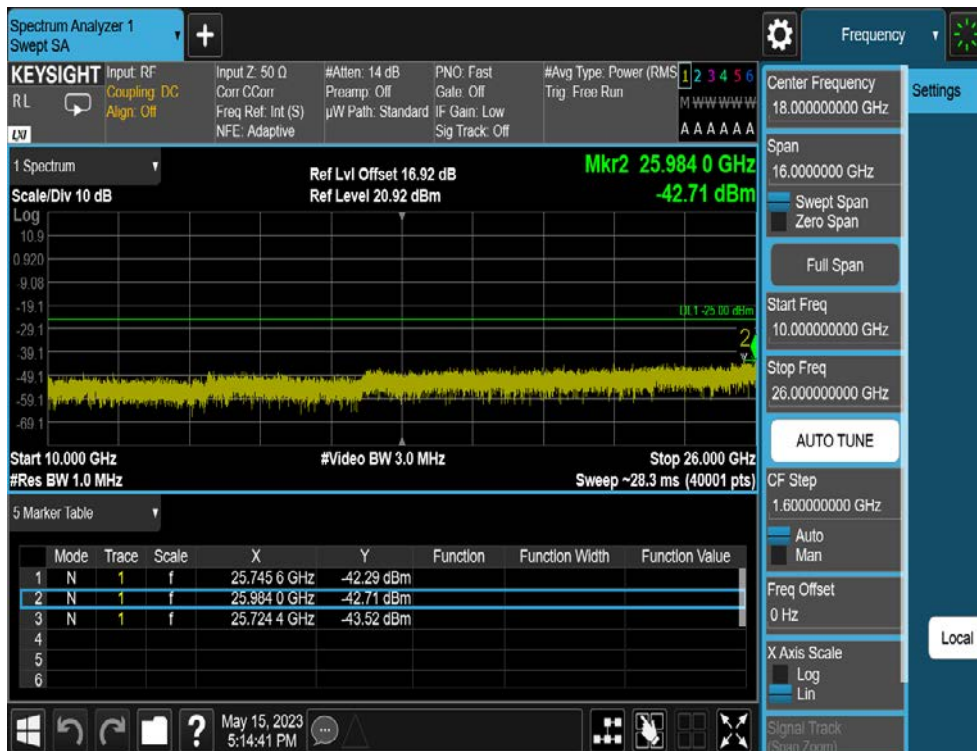 Spectrum Analyzer 1
Swept SA
+
Frequency
KEYSIGHT
RL
LXI
Input: RF
Coupling: DC
Align: Off
Input Z: 50 Ω
Corr CCorr
Freq Ref: Int (S)
NFE: Adaptive
#Atten: 14 dB
Preamp: Off
µW Path: Standard
PNO: Fast
Gate: Off
IF Gain: Low
Sig Track: Off
#Avg Type: Power (RMS
Trig: Free Run
1 2 3 4 5 6
M W W W W W
A A A A A A
1 Spectrum
Scale/Div 10 dB
Ref Lvl Offset 16.92 dB
Ref Level 20.92 dBm
Mkr2 25.984 0 GHz
-42.71 dBm
Log
10.9
0.920
-9.08
-19.1
-29.1
-39.1
-49.1
-59.1
-69.1
DL1 -25.00 dBm
2
Start 10.000 GHz
#Res BW 1.0 MHz
#Video BW 3.0 MHz
Stop 26.000 GHz
Sweep ~28.3 ms (40001 pts)
5 Marker Table
Mode Trace Scale X Y Function Function Width Function Value
1 N 1 f 25.745 6 GHz -42.29 dBm
2 N 1 f 25.984 0 GHz -42.71 dBm
3 N 1 f 25.724 4 GHz -43.52 dBm
4
5
6
?
May 15, 2023
5:14:41 PM
Center Frequency
18.000000000 GHz
Span
16.0000000 GHz
Swept Span
Zero Span
Full Span
Start Freq
10.000000000 GHz
Stop Freq
26.000000000 GHz
AUTO TUNE
CF Step
1.600000000 GHz
Auto
Man
Freq Offset
0 Hz
X Axis Scale
Log
Lin
Signal Track
(Span Zoom)
Settings
Local